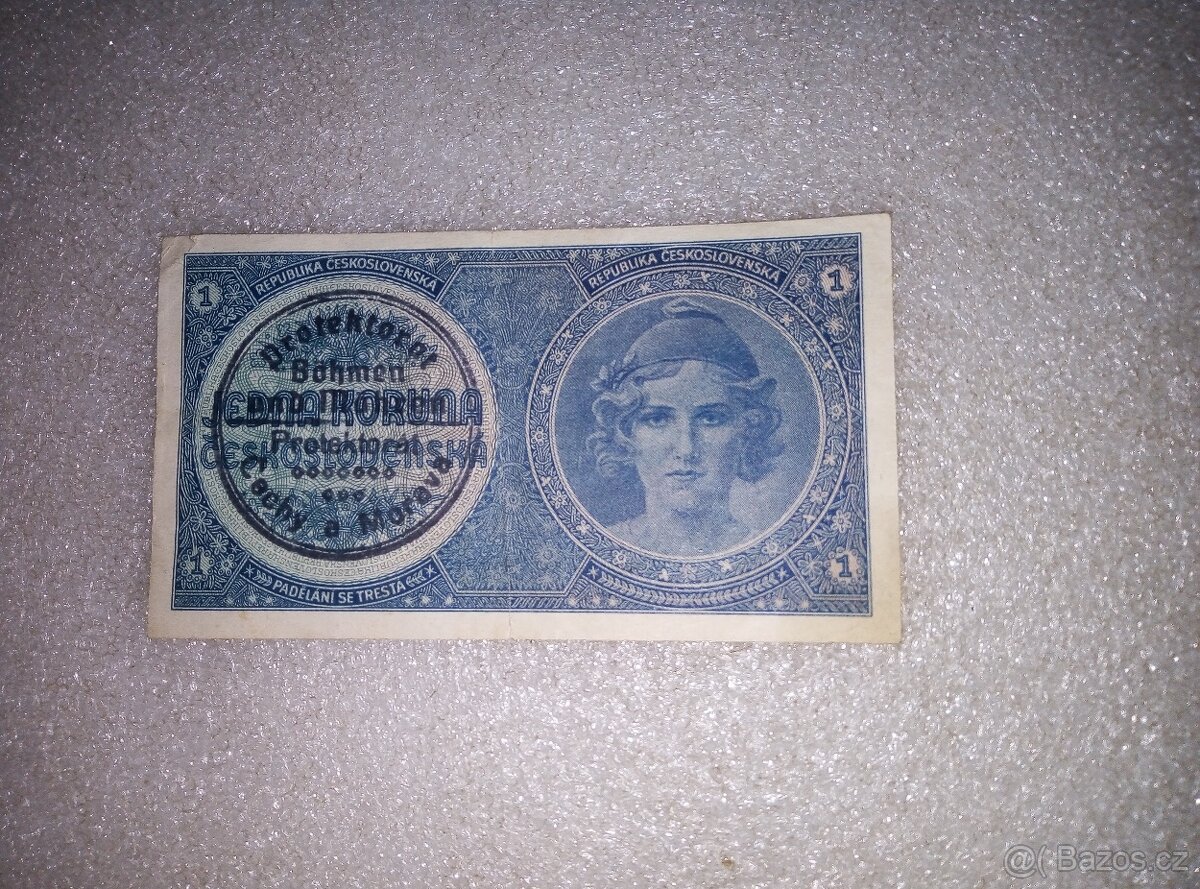 REPUBLIKA ČESKOSLOVENSKÁ
REPUBLIKA ČESKOSLOVENSKÁ
1
1
Protektorat
Böhmen
und
JEDNA KORUNA
Protektorat
ČESKOSLOVENSKÁ
Čechy a Morava
1
1
PADĚLÁNÍ SE TRESTÁ
@( Bazos.cz